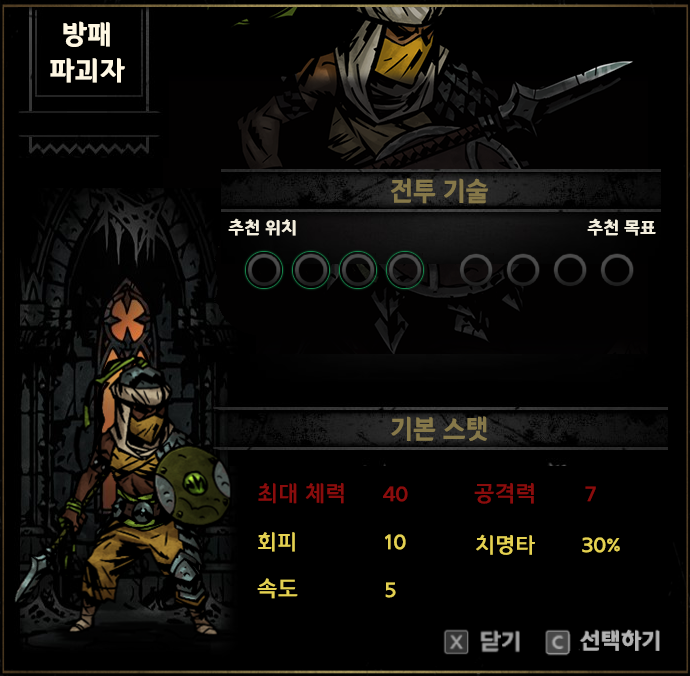 방패
파괴자
전투 기술
추천 위치 추천 목표
기본 스탯
최대 체력 40 공격력 7
회피 10 치명타 30%
속도 5
X 닫기 C 선택하기